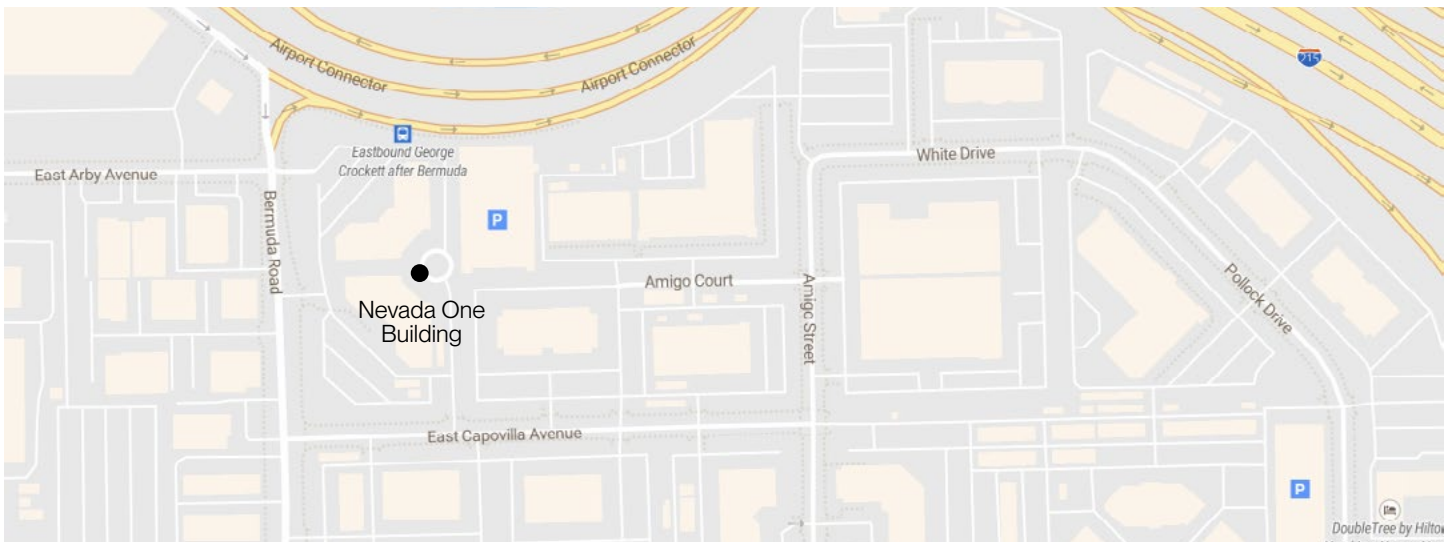 Airport Connector
Airport Connector
215
Eastbound George
Crockett after Bermuda
White Drive
East Arby Avenue
P
Bermuda Road
Amigo Court
Nevada One
Building
Amigo Street
Pollock Drive
East Capovilla Avenue
P
DoubleTree by Hilton